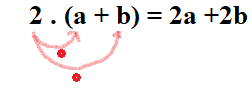 2 . (a + b) = 2a +2b